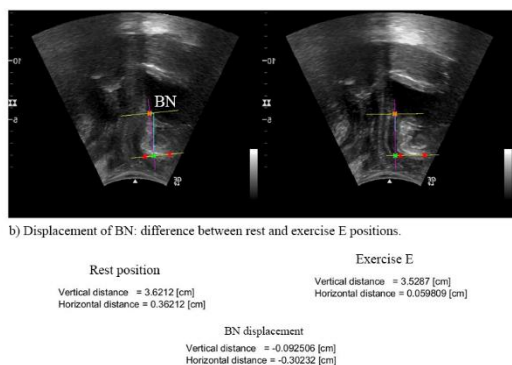 BN
b) Displacement of BN: difference between rest and exercise E positions.
Rest position
Vertical distance = 3.6212 [cm]
Horizontal distance = 0.36212 [cm]
Exercise E
Vertical distance = 3.5287 [cm]
Horizontal distance = 0.059809 [cm]
BN displacement
Vertical distance = -0.092506 [cm]
Horizontal distance = -0.30232 [cm]